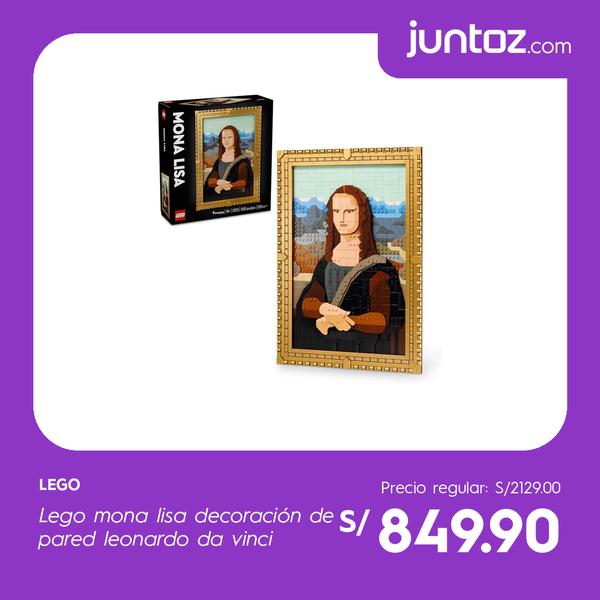 juntoz.com
MONA LISA
LEGO
LEGO
Precio regular: S/2129.00
Lego mona lisa decoración de
pared leonardo da vinci
S/ 849.90